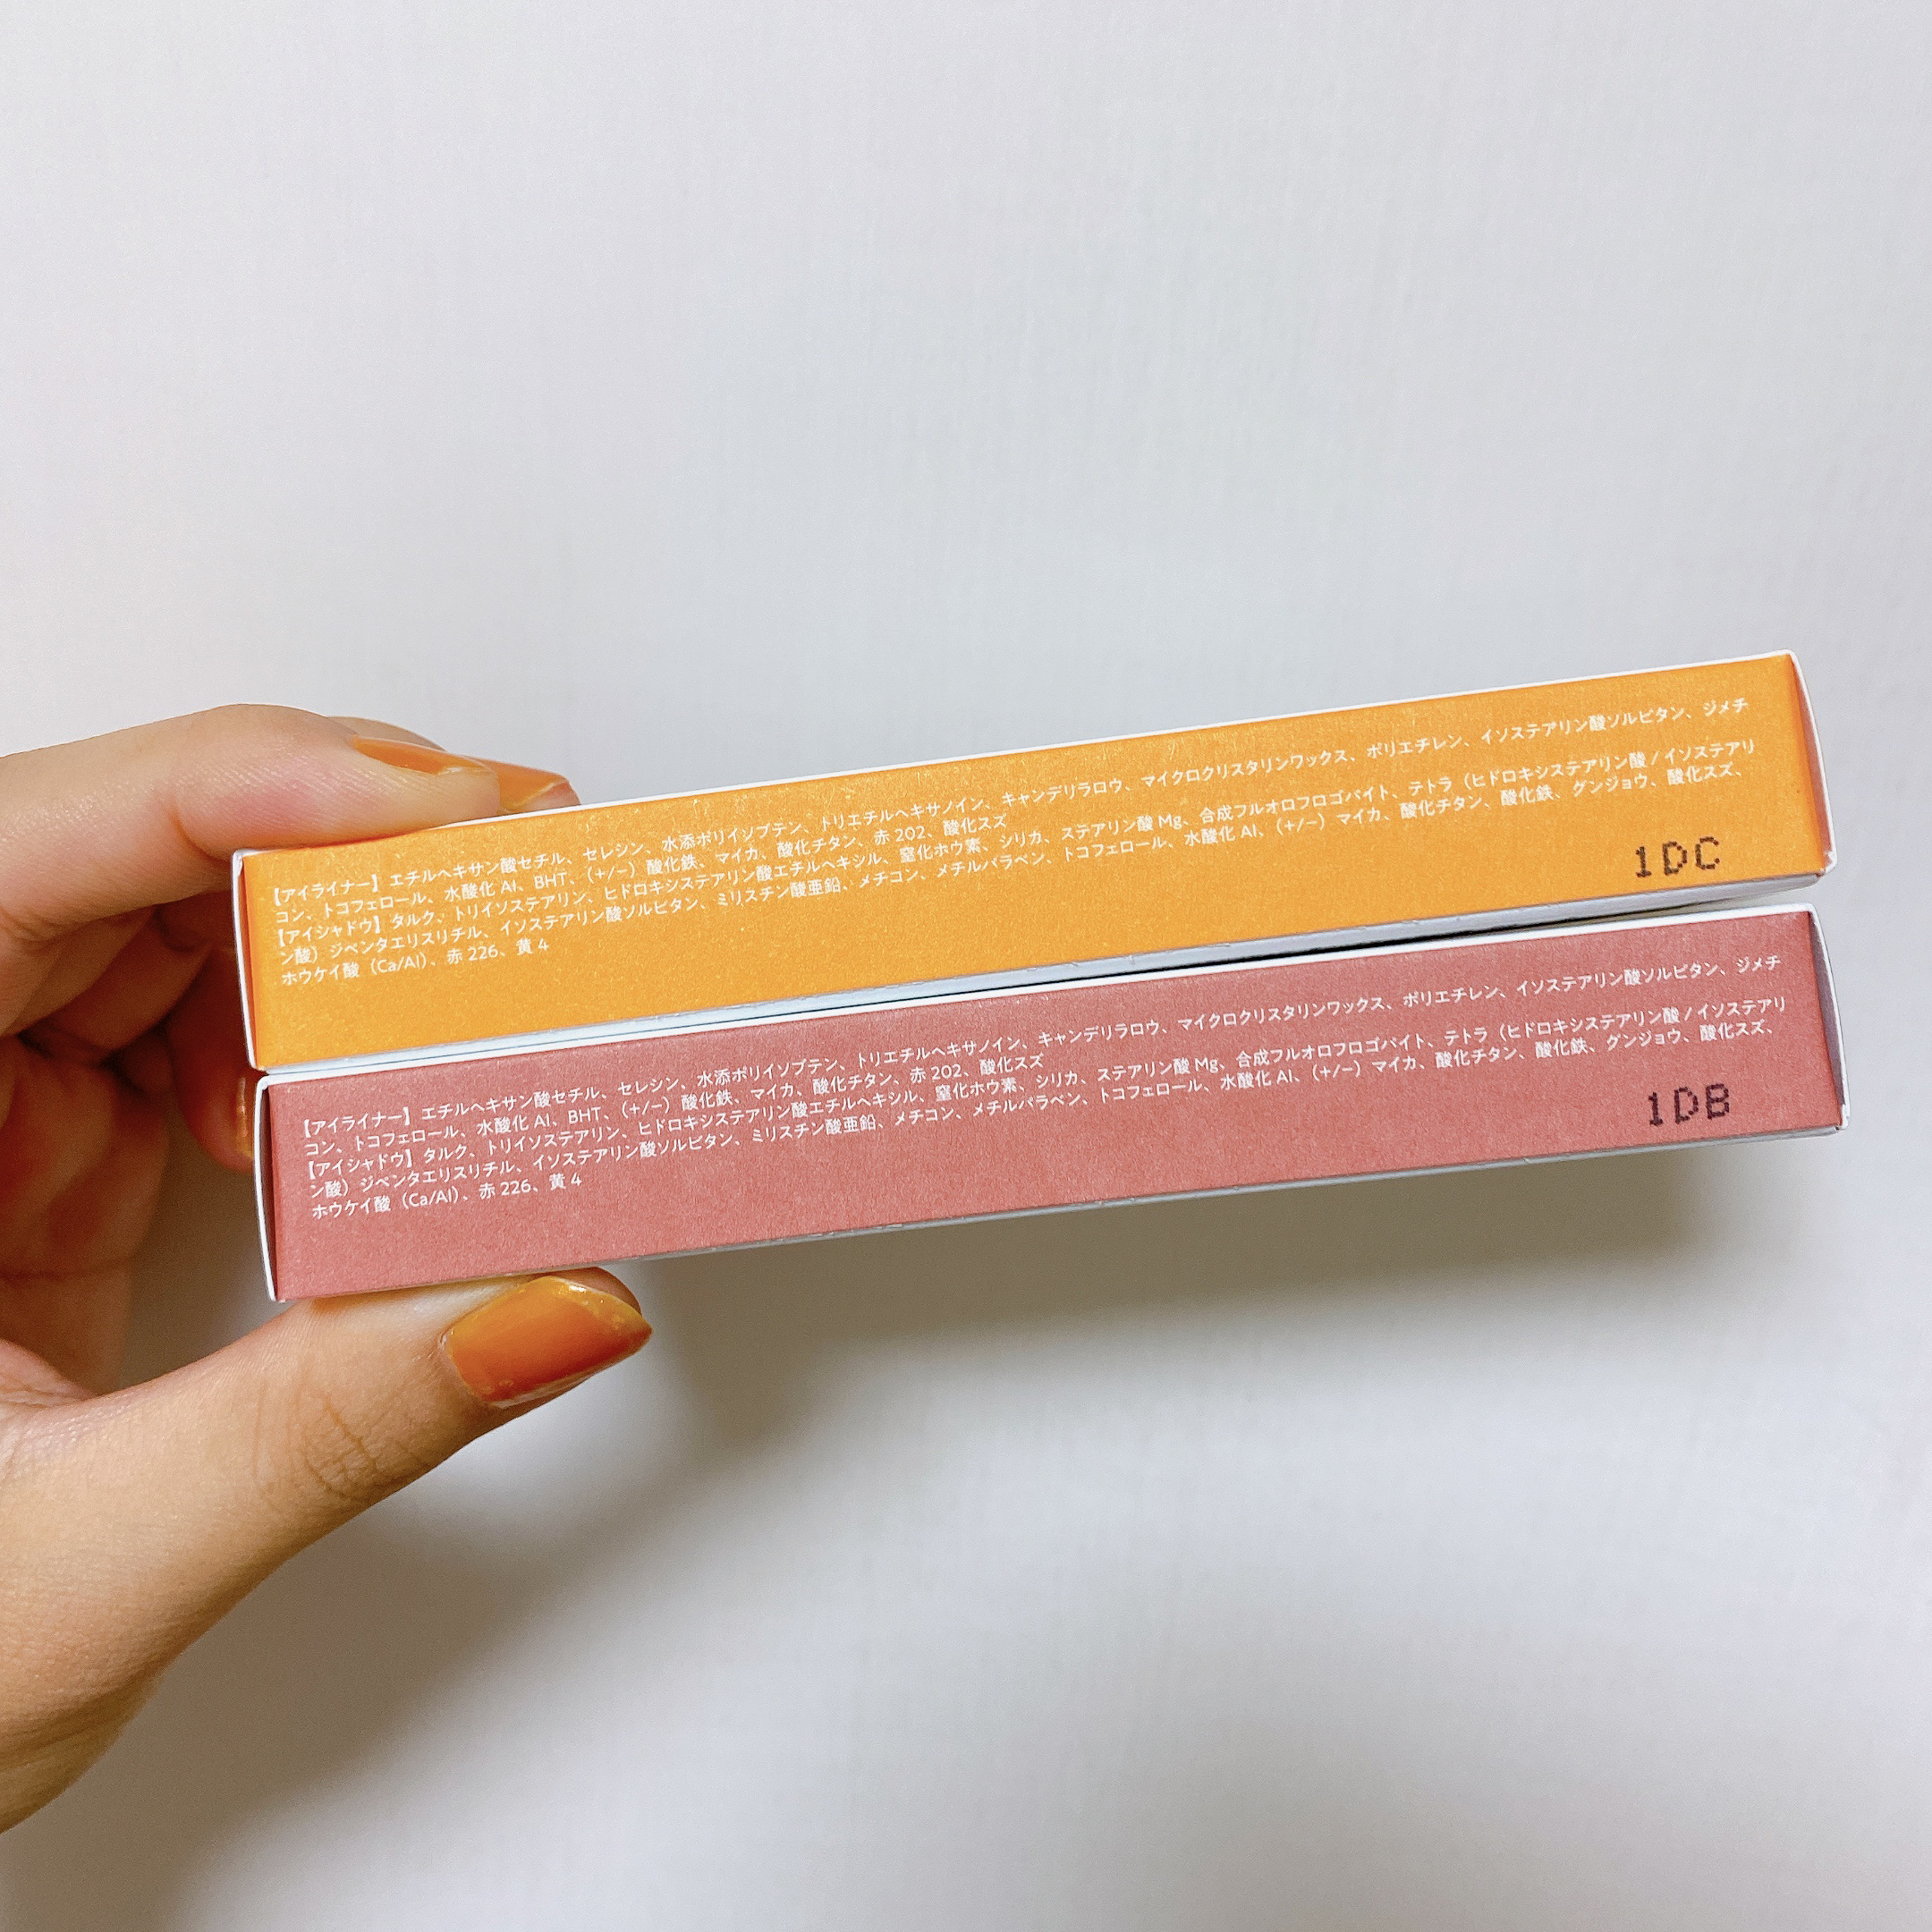 【アイライナー】エチルヘキサン酸セチル、セレシン、水添ポリイソブテン、トリエチルヘキサノイン、キャンデリラロウ、マイクロクリスタリンワックス、ポリエチレン、イソステアリン酸ソルビタン、ジメチ
コン、トコフェロール、水酸化 Al、BHT、（+/−）酸化鉄、マイカ、酸化チタン、赤 202、酸化スズ
【アイシャドウ】タルク、トリイソステアリン、ヒドロキシステアリン酸エチルヘキシル、窒化ホウ素、シリカ、ステアリン酸 Mg、合成フルオロフロゴパイト、テトラ（ヒドロキシステアリン酸 / イソステアリ
ン酸）ジペンタエリスリチル、イソステアリン酸ソルビタン、ミリスチン酸亜鉛、メチコン、メチルパラベン、トコフェロール、水酸化 Al、（+/−）マイカ、酸化チタン、酸化鉄、グンジョウ、酸化スズ、
ホウケイ酸（Ca/Al）、赤 226、黄 4
1DC
【アイライナー】エチルヘキサン酸セチル、セレシン、水添ポリイソブテン、トリエチルヘキサノイン、キャンデリラロウ、マイクロクリスタリンワックス、ポリエチレン、イソステアリン酸ソルビタン、ジメチ
コン、トコフェロール、水酸化 Al、BHT、（+/−）酸化鉄、マイカ、酸化チタン、赤 202、酸化スズ
【アイシャドウ】タルク、トリイソステアリン、ヒドロキシステアリン酸エチルヘキシル、窒化ホウ素、シリカ、ステアリン酸 Mg、合成フルオロフロゴパイト、テトラ（ヒドロキシステアリン酸 / イソステアリ
ン酸）ジペンタエリスリチル、イソステアリン酸ソルビタン、ミリスチン酸亜鉛、メチコン、メチルパラベン、トコフェロール、水酸化 Al、（+/−）マイカ、酸化チタン、酸化鉄、グンジョウ、酸化スズ、
ホウケイ酸（Ca/Al）、赤 226、黄 4
1DB